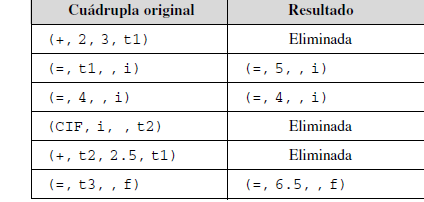 Cuádrupla original Resultado
(+, 2, 3, t1) Eliminada
(=, t1, , i) (=, 5, , i)
(=, 4, , i) (=, 4, , i)
(CIF, i, , t2) Eliminada
(+, t2, 2.5, t1) Eliminada
(=, t3, , f) (=, 6.5, , f)